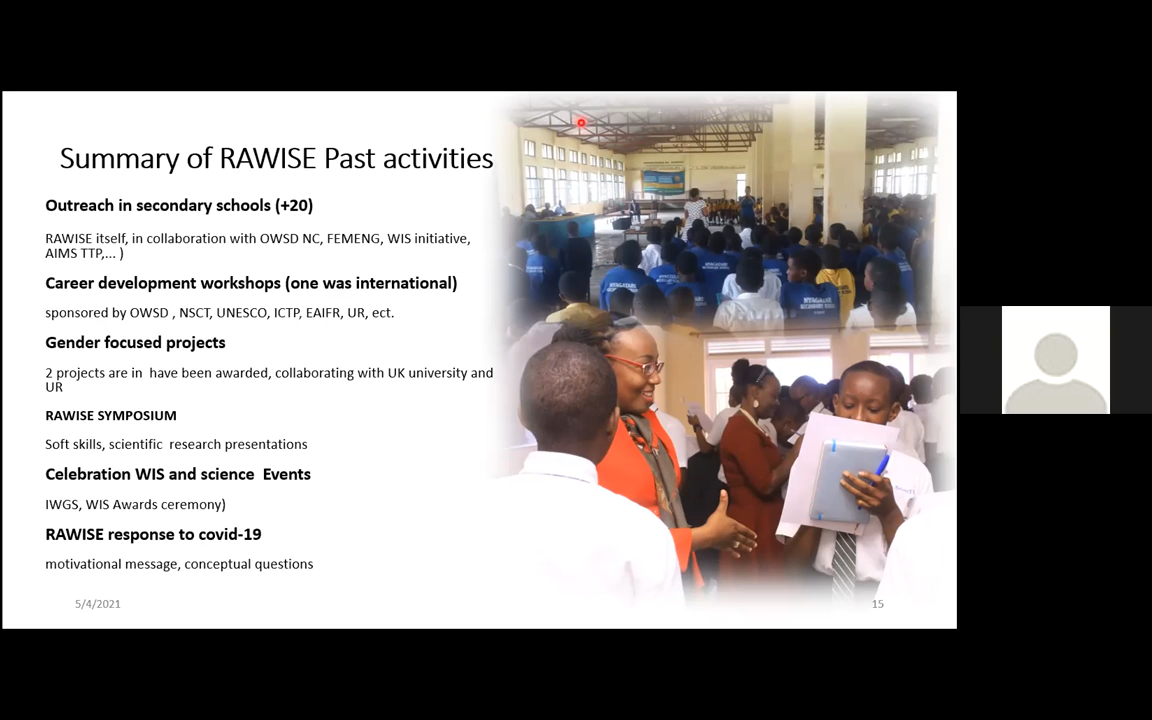 Summary of RAWISE Past activities
Outreach in secondary schools (+20)
RAWISE itself, in collaboration with OWSD NC, FEMENG, WIS initiative,
AIMS TTP,... )
Career development workshops (one was international)
sponsored by OWSD , NSCT, UNESCO, ICTP, EAIFR, UR, ect.
Gender focused projects
2 projects are in  have been awarded, collaborating with UK university and
UR
RAWISE SYMPOSIUM
Soft skills, scientific  research presentations
Celebration WIS and science  Events
IWGS, WIS Awards ceremony)
RAWISE response to covid-19
motivational message, conceptual questions
5/4/2021
15